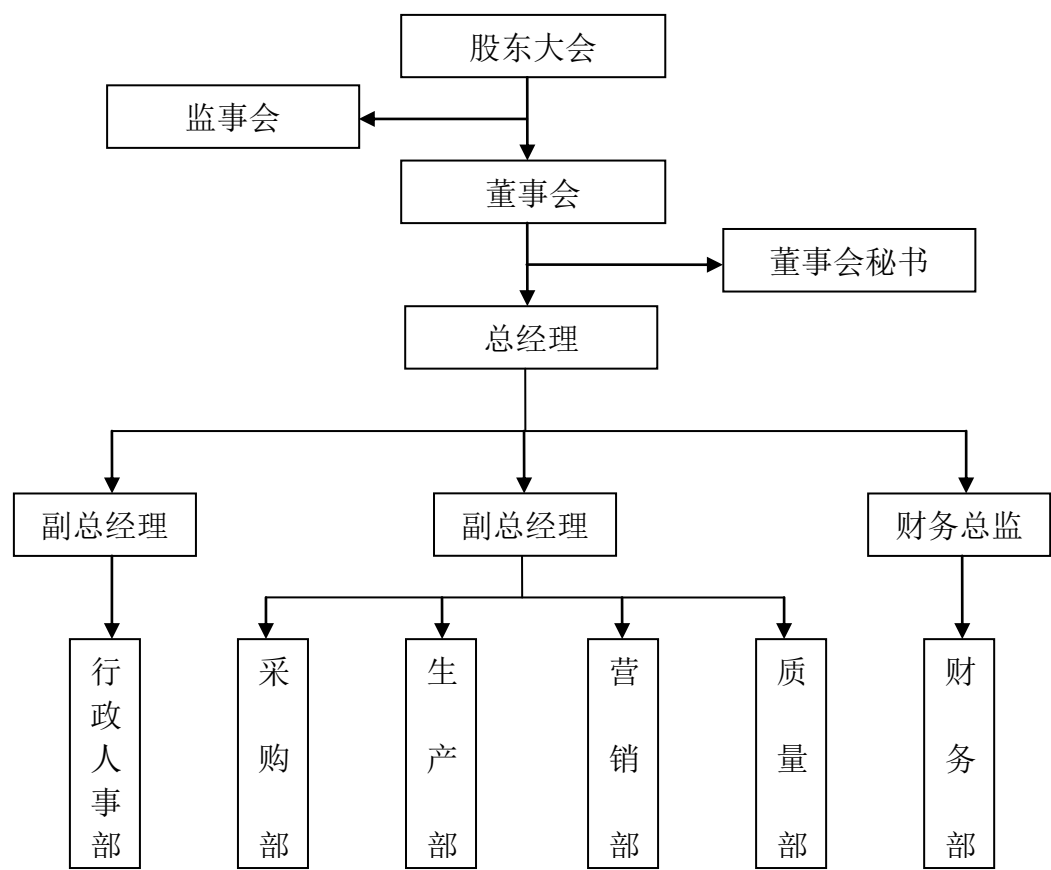 股东大会
监事会
董事会
董事会秘书
总经理
副总经理
副总经理
财务总监
行政人事部
采购部
生产部
营销部
质量部
财务部